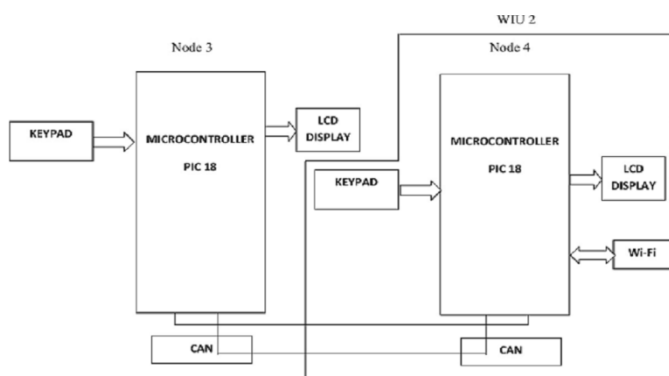 WIU 2
Node 3
Node 4
KEYPAD
MICROCONTROLLER
PIC 18
LCD
DISPLAY
KEYPAD
MICROCONTROLLER
PIC 18
LCD
DISPLAY
Wi-Fi
CAN
CAN